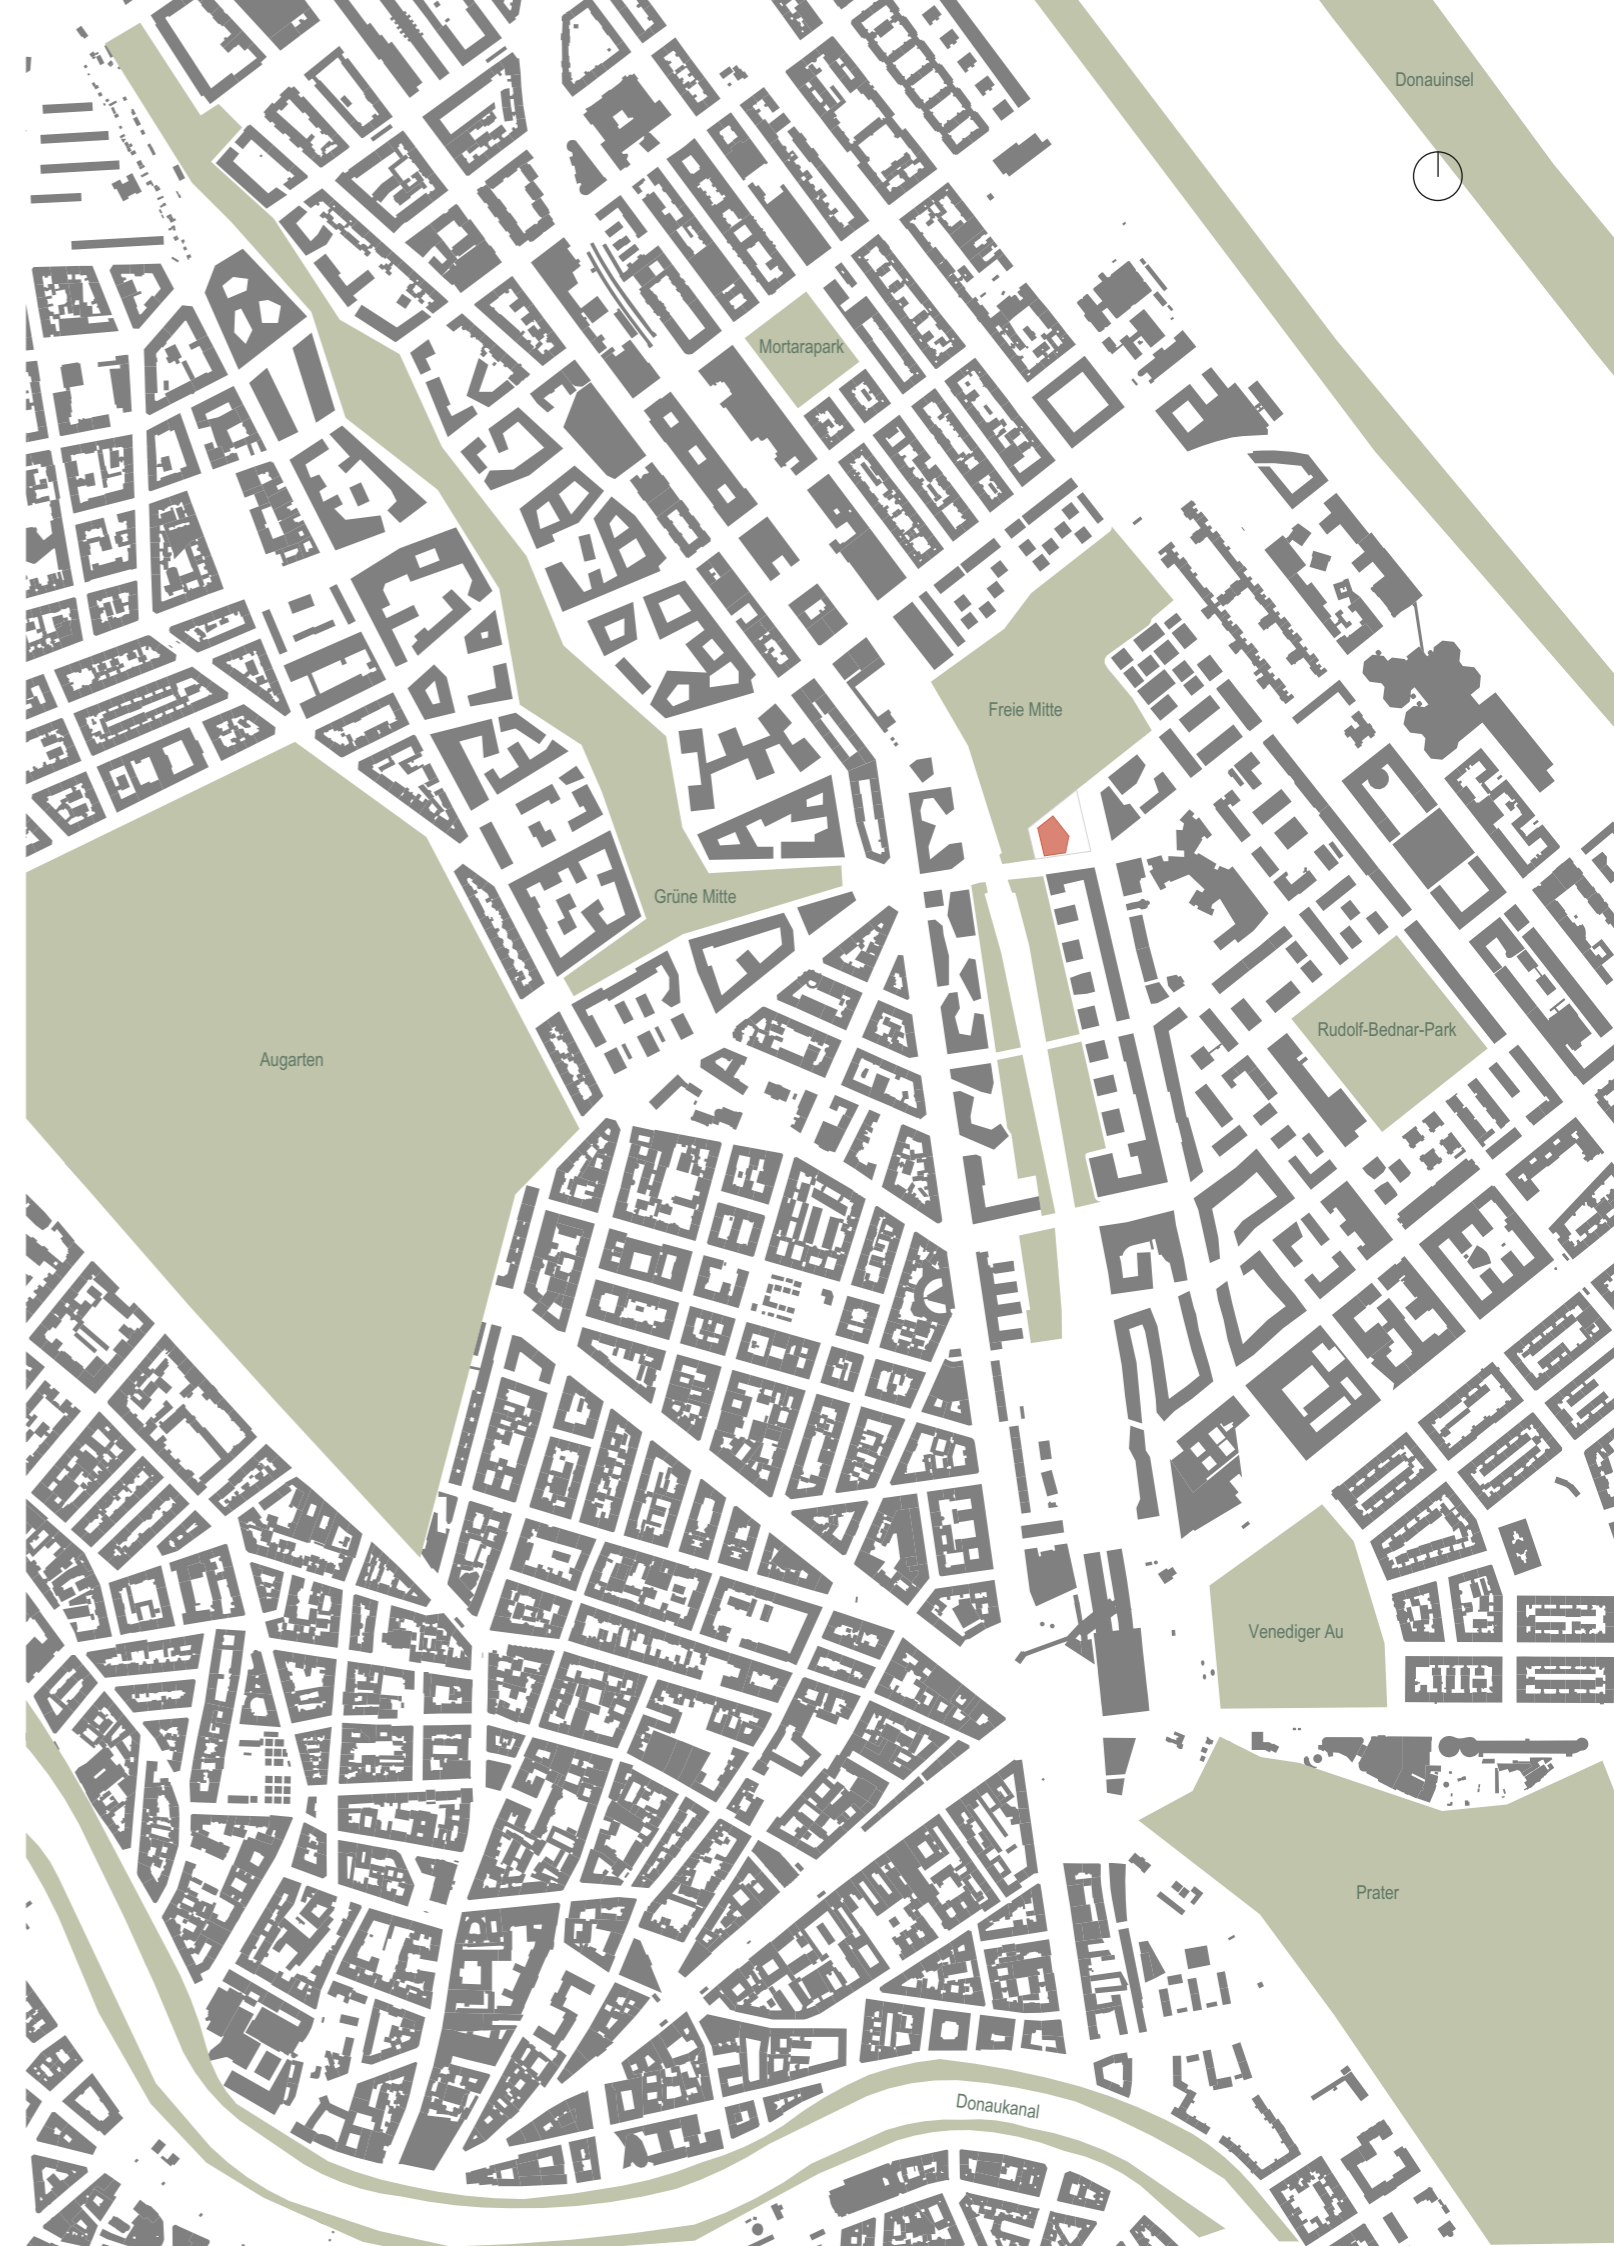 Donauinsel
Mortarapark
Freie Mitte
Grüne Mitte
Rudolf-Bednar-Park
Augarten
Venediger Au
Prater
Donaukanal